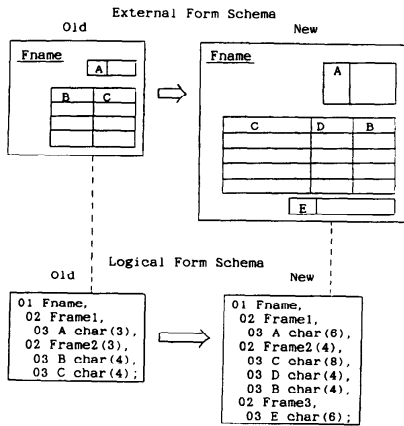 External Form Schema
Old
New
Fname
A
B C
Fname
A
C D B
E
Logical Form Schema
Old
New
01 Fname,
02 Frame1,
03 A char(3),
02 Frame2(3),
03 B char(4),
03 C char(4);
01 Fname,
02 Frame1,
03 A char(6),
02 Frame2(4),
03 C char(8),
03 D char(4),
03 B char(4),
02 Frame3,
03 E char(6);